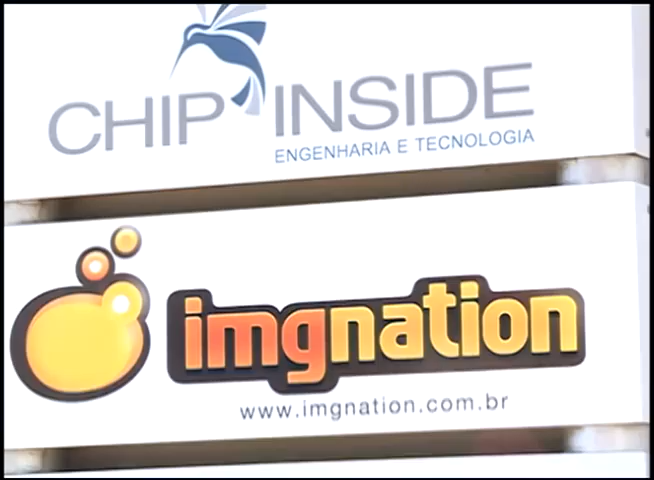 CHIP INSIDE
ENGENHARIA E TECNOLOGIA
imgnation
www.imgnation.com.br